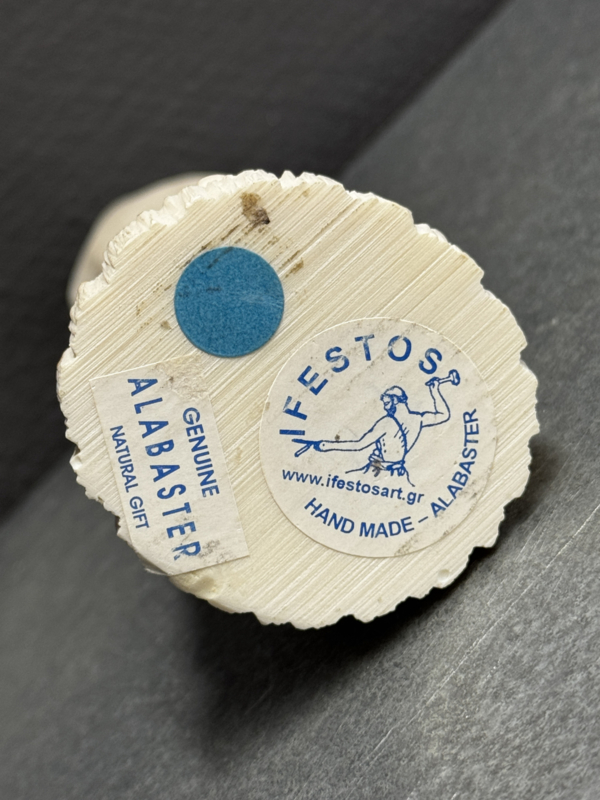 IFESTOS
www.ifestosart.gr
HAND MADE – ALABASTER
GENUINE
ALABASTER
NATURAL GIFT